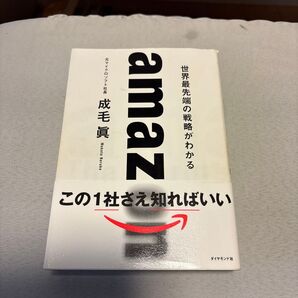 世界最先端の戦略がわかる
amazon
元マイクロソフト社長
成毛 眞
Makoto Naruke
この1社さえ知ればいい
ダイヤモンド社